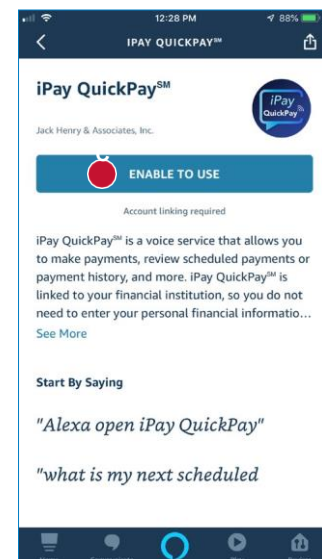 12:28 PM
88%
IPAY QUICKPAY℠
iPay QuickPay℠
iPay
QuickPay
Jack Henry & Associates, Inc.
ENABLE TO USE
Account linking required
iPay QuickPay℠ is a voice service that allows you
to make payments, review scheduled payments or
payment history, and more. iPay QuickPay℠ is
linked to your financial institution, so you do not
need to enter your personal financial informatio...
See More
Start By Saying
"Alexa open iPay QuickPay"
"what is my next scheduled